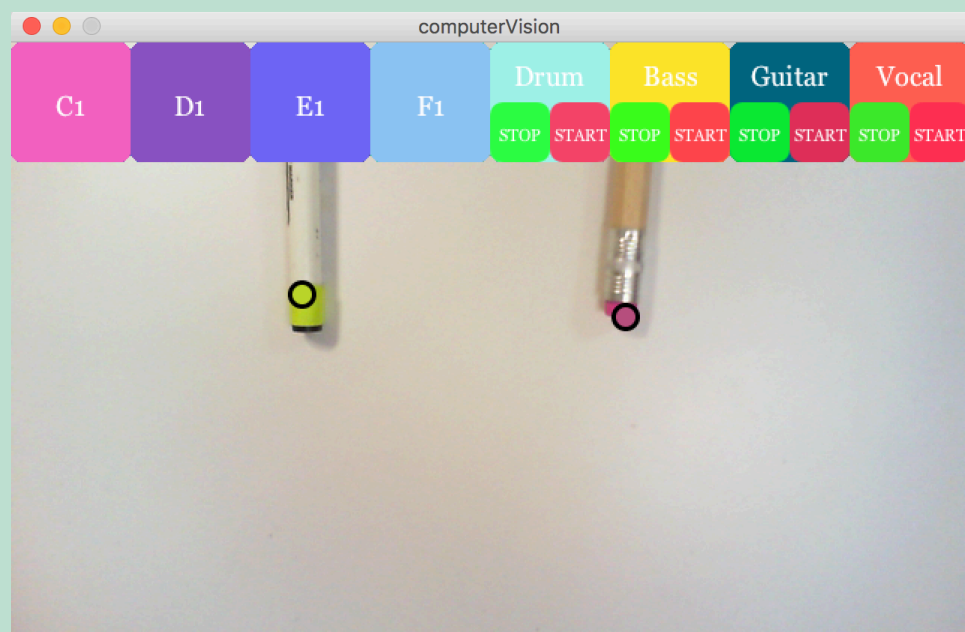 computerVision
C1 D1 E1 F1
Drum Bass Guitar Vocal
STOP START STOP START STOP START STOP START